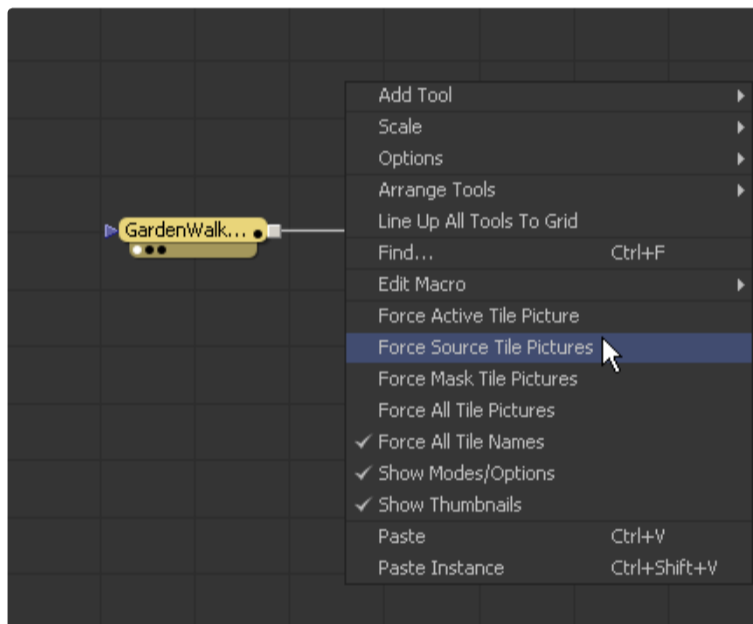 Add Tool
Scale
Options
Arrange Tools
GardenWalk...
Line Up All Tools To Grid
Find... Ctrl+F
Edit Macro
Force Active Tile Picture
Force Source Tile Pictures
Force Mask Tile Pictures
Force All Tile Pictures
Force All Tile Names
Show Modes/Options
Show Thumbnails
Paste Ctrl+V
Paste Instance Ctrl+Shift+V